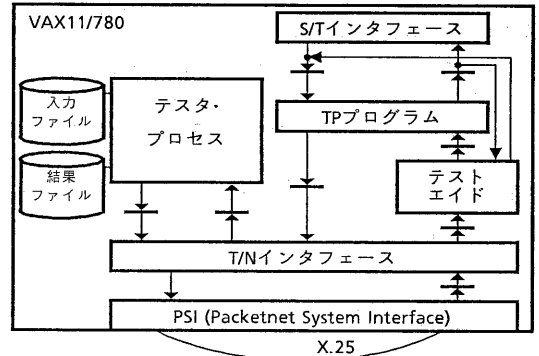 VAX11/780
S/Tインタフェース
入力
ファイル
テスタ・
プロセス
TPプログラム
結果
ファイル
テスト
エイド
T/Nインタフェース
PSI (Packetnet System Interface)
X.25